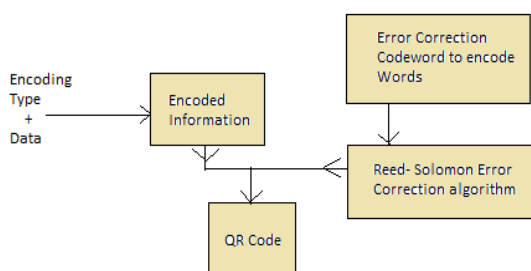 Encoding
Type
+
Data
Encoded
Information
Error Correction
Codeword to encode
Words
Reed- Solomon Error
Correction algorithm
QR Code